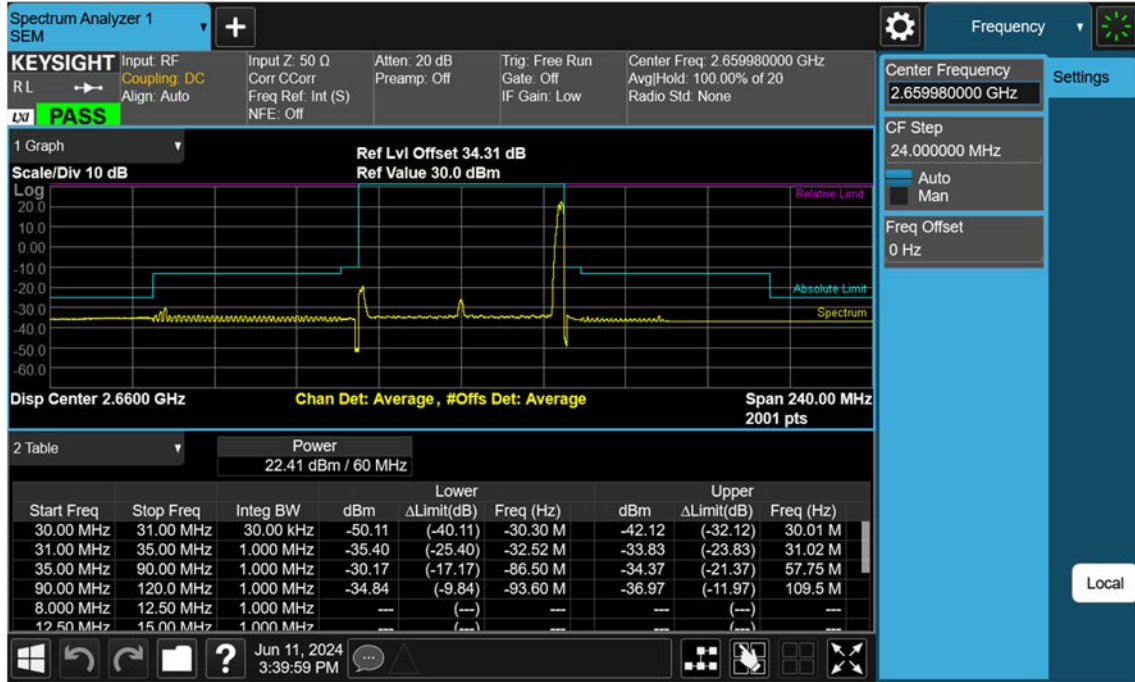 Spectrum Analyzer 1
SEM
Frequency
KEYSIGHT
RL
LXI PASS
Input: RF
Coupling: DC
Align: Auto
Input Z: 50 Ω
Corr CCorr
Freq Ref: Int (S)
NFE: Off
Atten: 20 dB
Preamp: Off
Trig: Free Run
Gate: Off
IF Gain: Low
Center Freq: 2.659980000 GHz
Avg|Hold: 100.00% of 20
Radio Std: None
Center Frequency
2.659980000 GHz
Settings
CF Step
24.000000 MHz
Auto
Man
Freq Offset
0 Hz
Local
1 Graph
Scale/Div 10 dB
Ref Lvl Offset 34.31 dB
Ref Value 30.0 dBm
Log
20.0
10.0
0.00
-10.0
-20.0
-30.0
-40.0
-50.0
-60.0
Relative Limit
Absolute Limit
Spectrum
Disp Center 2.6600 GHz
Chan Det: Average, #Offs Det: Average
Span 240.00 MHz
2001 pts
2 Table
Power
22.41 dBm / 60 MHz
Lower Upper
Start Freq Stop Freq Integ BW dBm ΔLimit(dB) Freq (Hz) dBm ΔLimit(dB) Freq (Hz)
30.00 MHz 31.00 MHz 30.00 kHz -50.11 (-40.11) -30.30 M -42.12 (-32.12) 30.01 M
31.00 MHz 35.00 MHz 1.000 MHz -35.40 (-25.40) -32.52 M -33.83 (-23.83) 31.02 M
35.00 MHz 90.00 MHz 1.000 MHz -30.17 (-17.17) -86.50 M -34.37 (-21.37) 57.75 M
90.00 MHz 120.0 MHz 1.000 MHz -34.84 (-9.84) -93.60 M -36.97 (-11.97) 109.5 M
8.000 MHz 12.50 MHz 1.000 MHz --- (---) --- --- (---) ---
12.50 MHz 15.00 MHz 1.000 MHz --- (---) --- --- (---) ---
Jun 11, 2024
3:39:59 PM